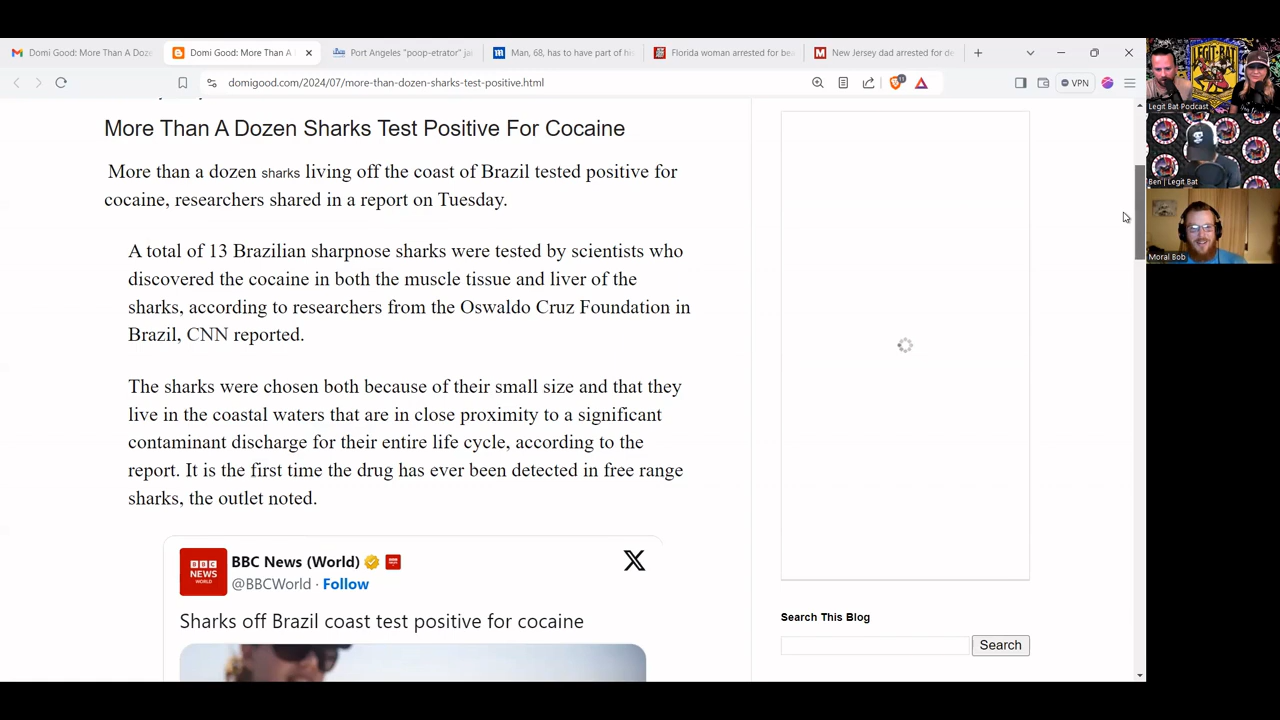 Domi Good: More Than A Doze
Domi Good: More Than A
Port Angeles "poop-etrator" ja
Man, 68, has to have part of hi
Florida woman arrested for be
New Jersey dad arrested for de
domigood.com/2024/07/more-than-dozen-sharks-test-positive.html
VPN
LEGIT BAT
Legit Bat Podcast
Ben | Legit Bat
Moral Bob
More Than A Dozen Sharks Test Positive For Cocaine
More than a dozen sharks living off the coast of Brazil tested positive for
cocaine, researchers shared in a report on Tuesday.
A total of 13 Brazilian sharpnose sharks were tested by scientists who
discovered the cocaine in both the muscle tissue and liver of the
sharks, according to researchers from the Oswaldo Cruz Foundation in
Brazil, CNN reported.
The sharks were chosen both because of their small size and that they
live in the coastal waters that are in close proximity to a significant
contaminant discharge for their entire life cycle, according to the
report. It is the first time the drug has ever been detected in free range
sharks, the outlet noted.
BBC NEWS WORLD
BBC News (World)
@BBCWorld · Follow
Sharks off Brazil coast test positive for cocaine
Search This Blog
Search